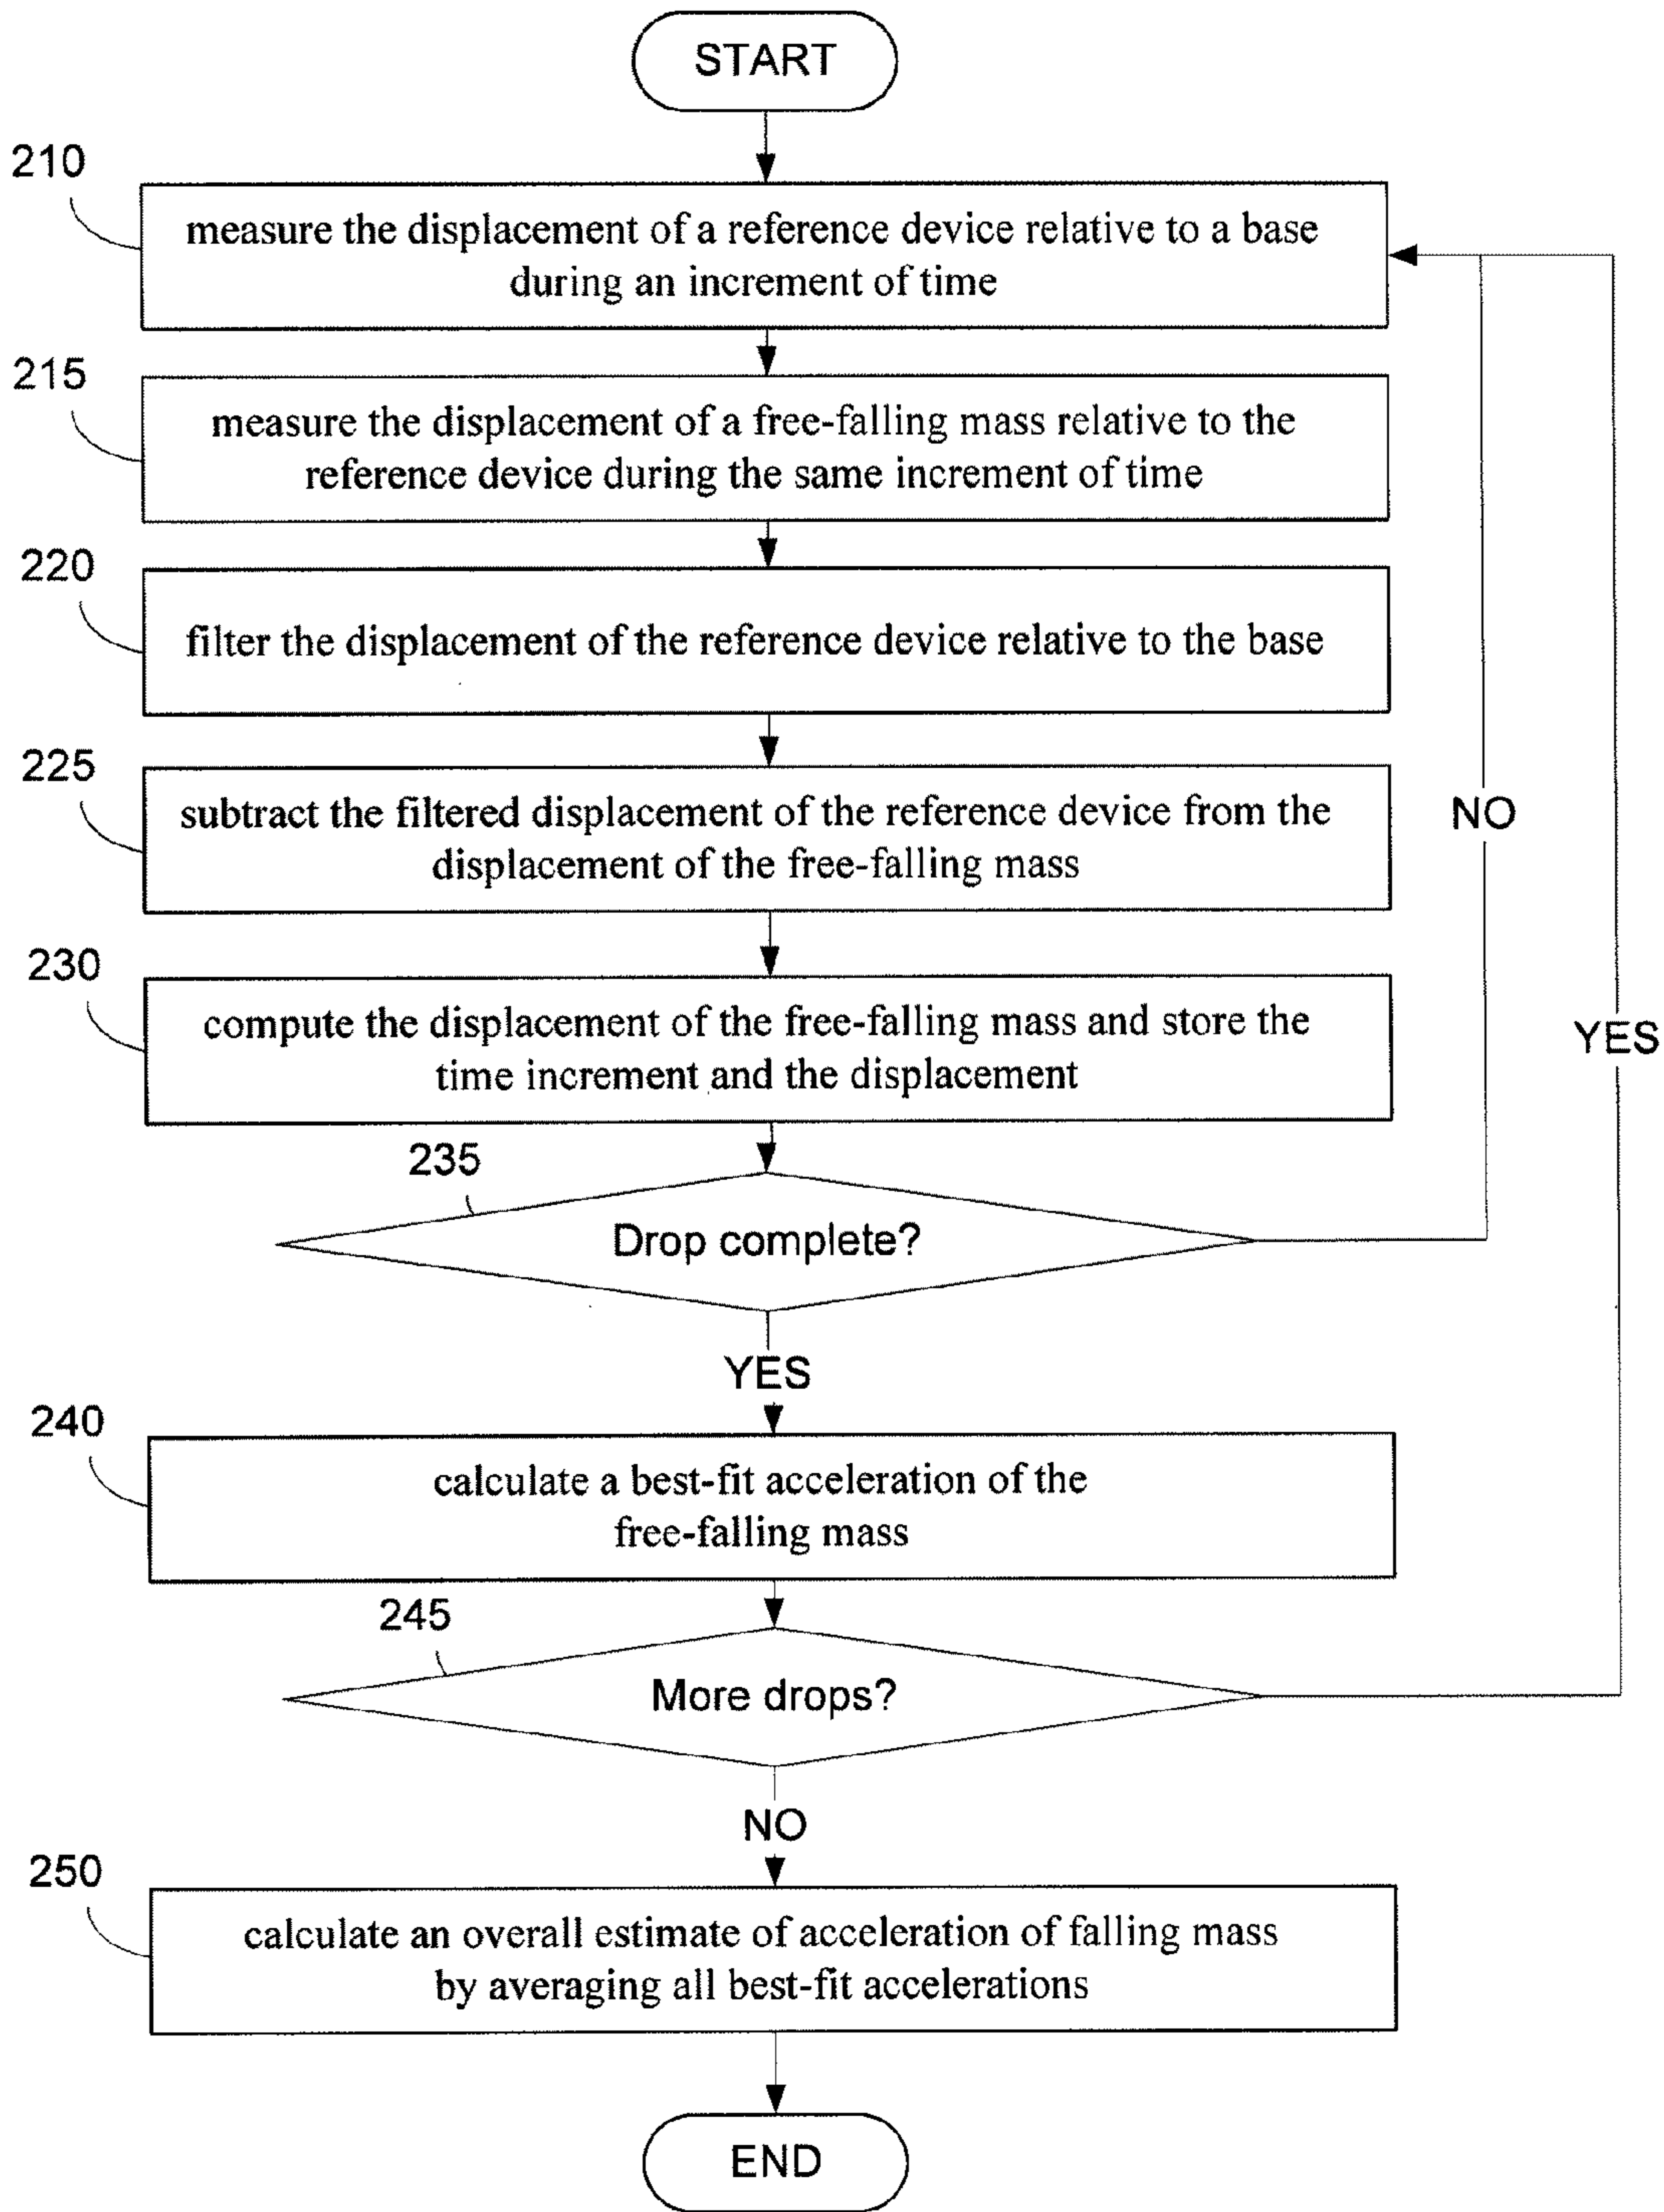 START
210
measure the displacement of a reference device relative to a base
during an increment of time
215
measure the displacement of a free-falling mass relative to the
reference device during the same increment of time
220
filter the displacement of the reference device relative to the base
225
subtract the filtered displacement of the reference device from the
displacement of the free-falling mass
NO
230
compute the displacement of the free-falling mass and store the
time increment and the displacement
YES
235
Drop complete?
YES
240
calculate a best-fit acceleration of the
free-falling mass
245
More drops?
NO
250
calculate an overall estimate of acceleration of falling mass
by averaging all best-fit accelerations
END